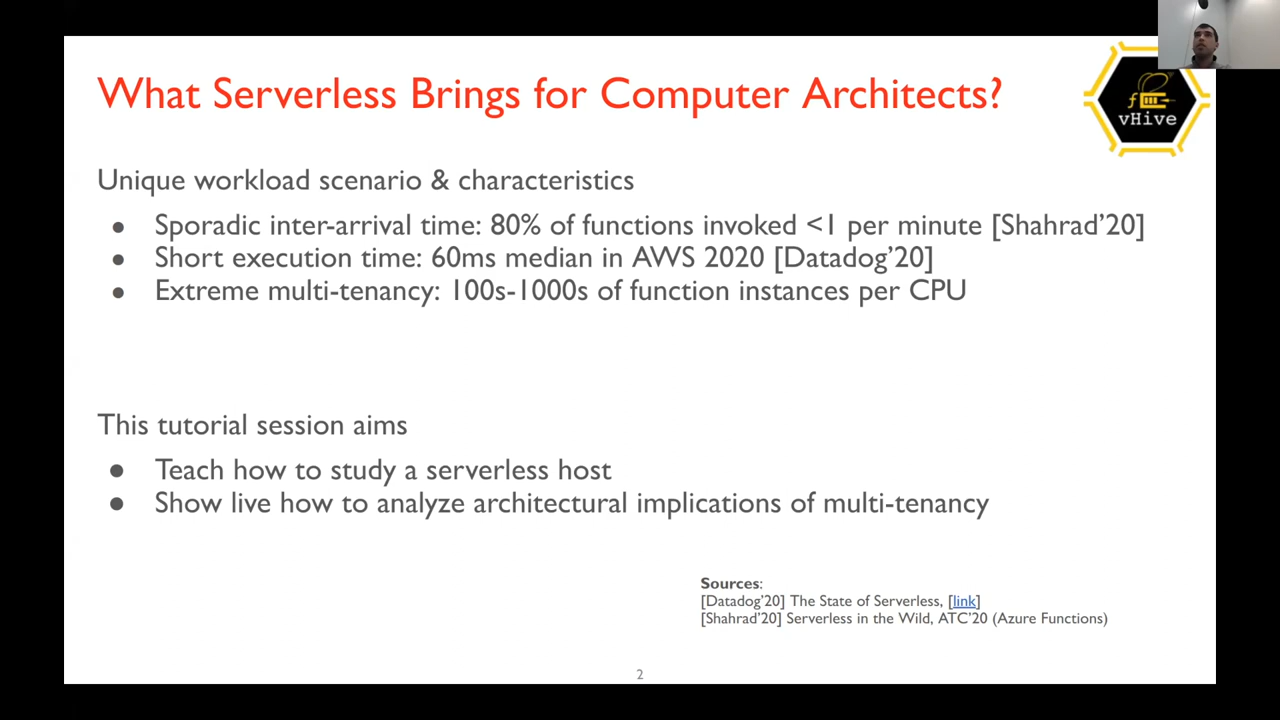 What Serverless Brings for Computer Architects?
vHive
Unique workload scenario & characteristics
● Sporadic inter-arrival time: 80% of functions invoked <1 per minute [Shahrad’20]
● Short execution time: 60ms median in AWS 2020 [Datadog’20]
● Extreme multi-tenancy: 100s-1000s of function instances per CPU
This tutorial session aims
● Teach how to study a serverless host
● Show live how to analyze architectural implications of multi-tenancy
Sources:
[Datadog’20] The State of Serverless, [link]
[Shahrad’20] Serverless in the Wild, ATC’20 (Azure Functions)
2